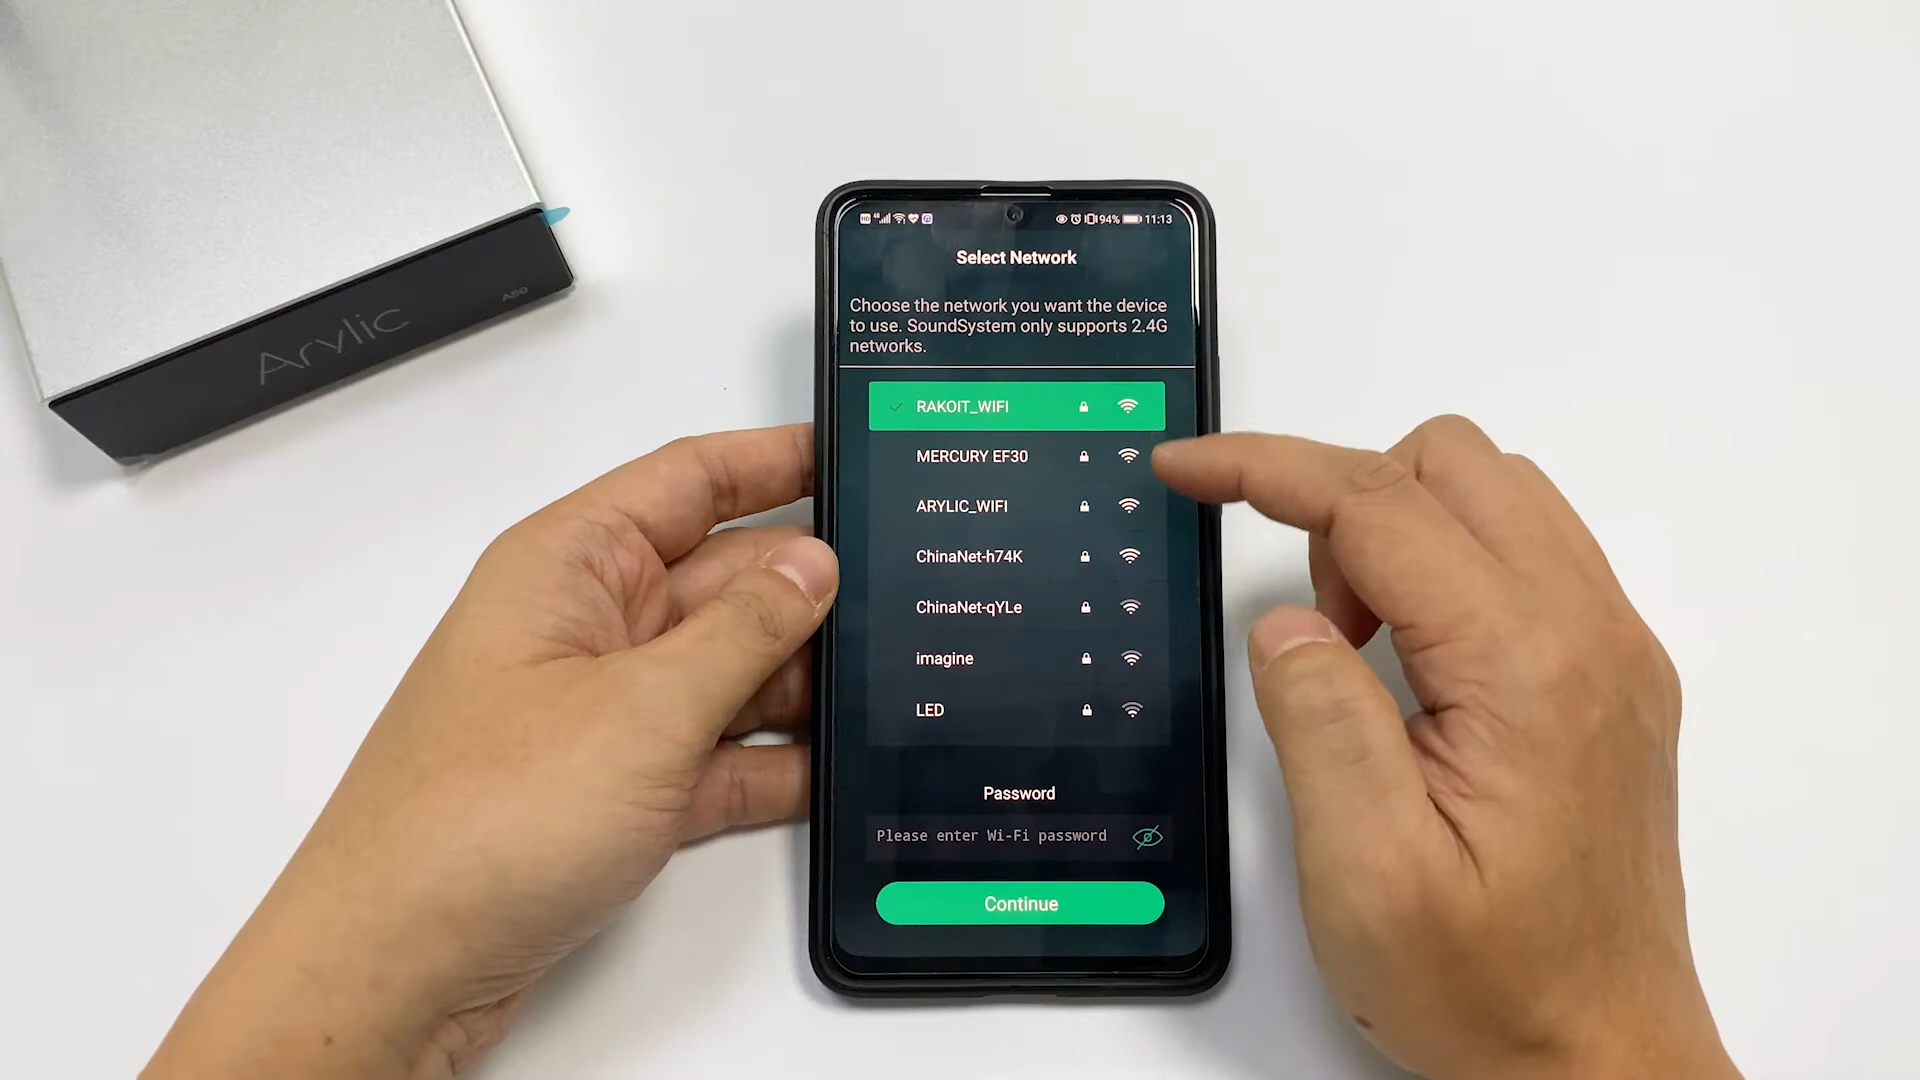 Arylic
A50
94% 11:13
Select Network
Choose the network you want the device
to use. SoundSystem only supports 2.4G
networks.
RAKOIT_WIFI
MERCURY EF30
ARYLIC_WIFI
ChinaNet-h74K
ChinaNet-qYLe
imagine
LED
Password
Please enter Wi-Fi password
Continue